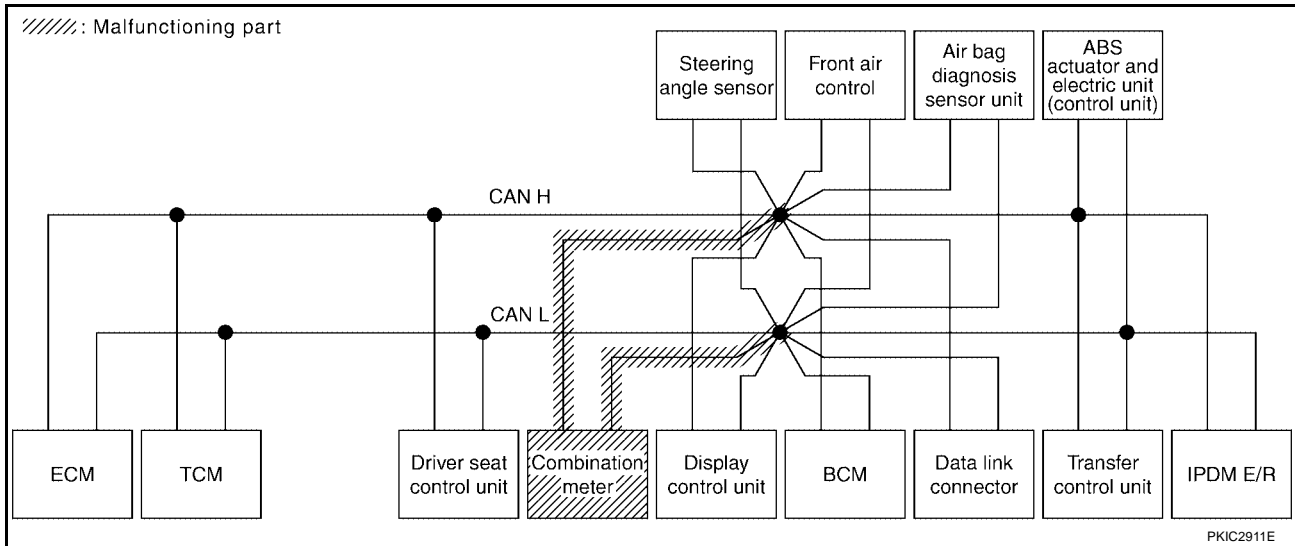 : Malfunctioning part
Steering
angle sensor
Front air
control
Air bag
diagnosis
sensor unit
ABS
actuator and
electric unit
(control unit)
CAN H
CAN L
ECM
TCM
Driver seat
control unit
Combination
meter
Display
control unit
BCM
Data link
connector
Transfer
control unit
IPDM E/R
PKIC2911E